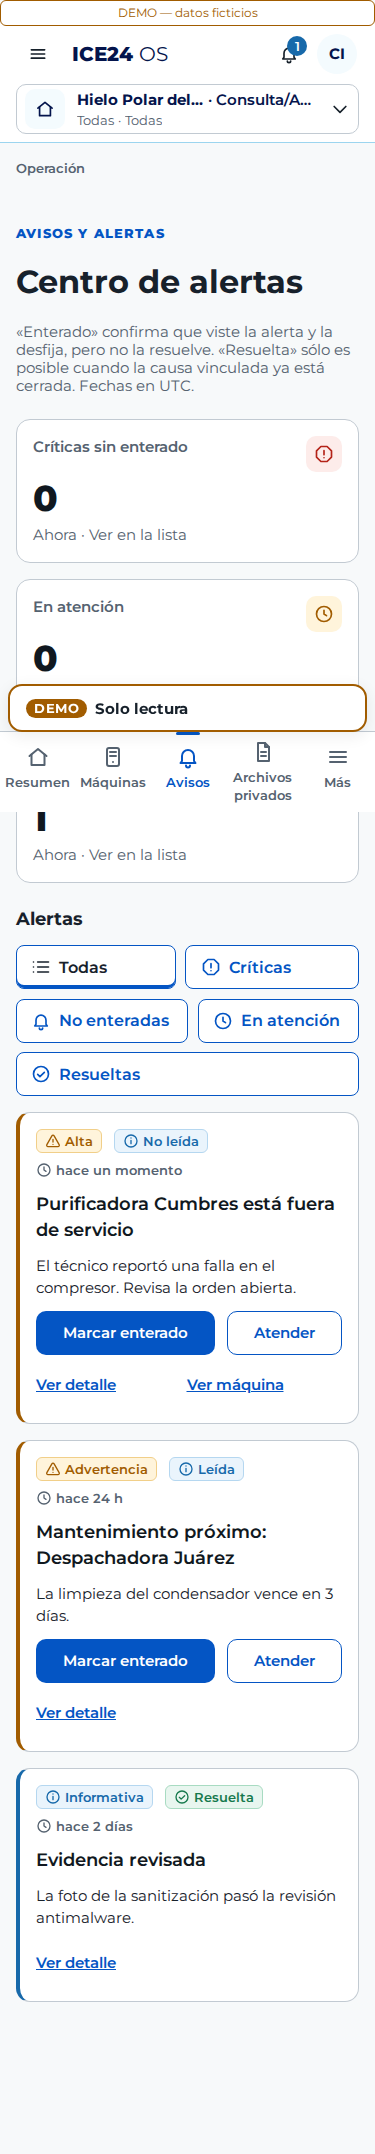 DEMO — datos ficticios
ICE24 OS
1
CI
Hielo Polar del... · Consulta/A...
Todas · Todas
Operación
AVISOS Y ALERTAS
Centro de alertas
«Enterado» confirma que viste la alerta y la
desfija, pero no la resuelve. «Resuelta» sólo es
posible cuando la causa vinculada ya está
cerrada. Fechas en UTC.
Críticas sin enterado
0
Ahora · Ver en la lista
En atención
0
DEMO Solo lectura
Resumen
Máquinas
Avisos
Archivos
privados
Más
Ahora · Ver en la lista
Alertas
Todas
Críticas
No enteradas
En atención
Resueltas
Alta
No leída
hace un momento
Purificadora Cumbres está fuera
de servicio
El técnico reportó una falla en el
compresor. Revisa la orden abierta.
Marcar enterado
Atender
Ver detalle
Ver máquina
Advertencia
Leída
hace 24 h
Mantenimiento próximo:
Despachadora Juárez
La limpieza del condensador vence en 3
días.
Marcar enterado
Atender
Ver detalle
Informativa
Resuelta
hace 2 días
Evidencia revisada
La foto de la sanitización pasó la revisión
antimalware.
Ver detalle